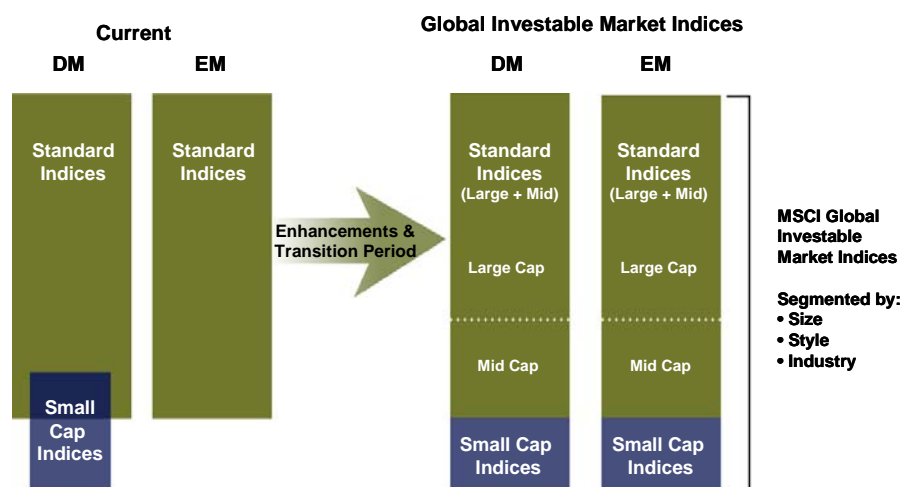 Current
DM
EM
Standard
Indices
Standard
Indices
Small
Cap
Indices
Enhancements &
Transition Period
Global Investable Market Indices
DM
EM
Standard
Indices
(Large + Mid)
Large Cap
Mid Cap
Small Cap
Indices
Standard
Indices
(Large + Mid)
Large Cap
Mid Cap
Small Cap
Indices
MSCI Global
Investable
Market Indices
Segmented by:
• Size
• Style
• Industry